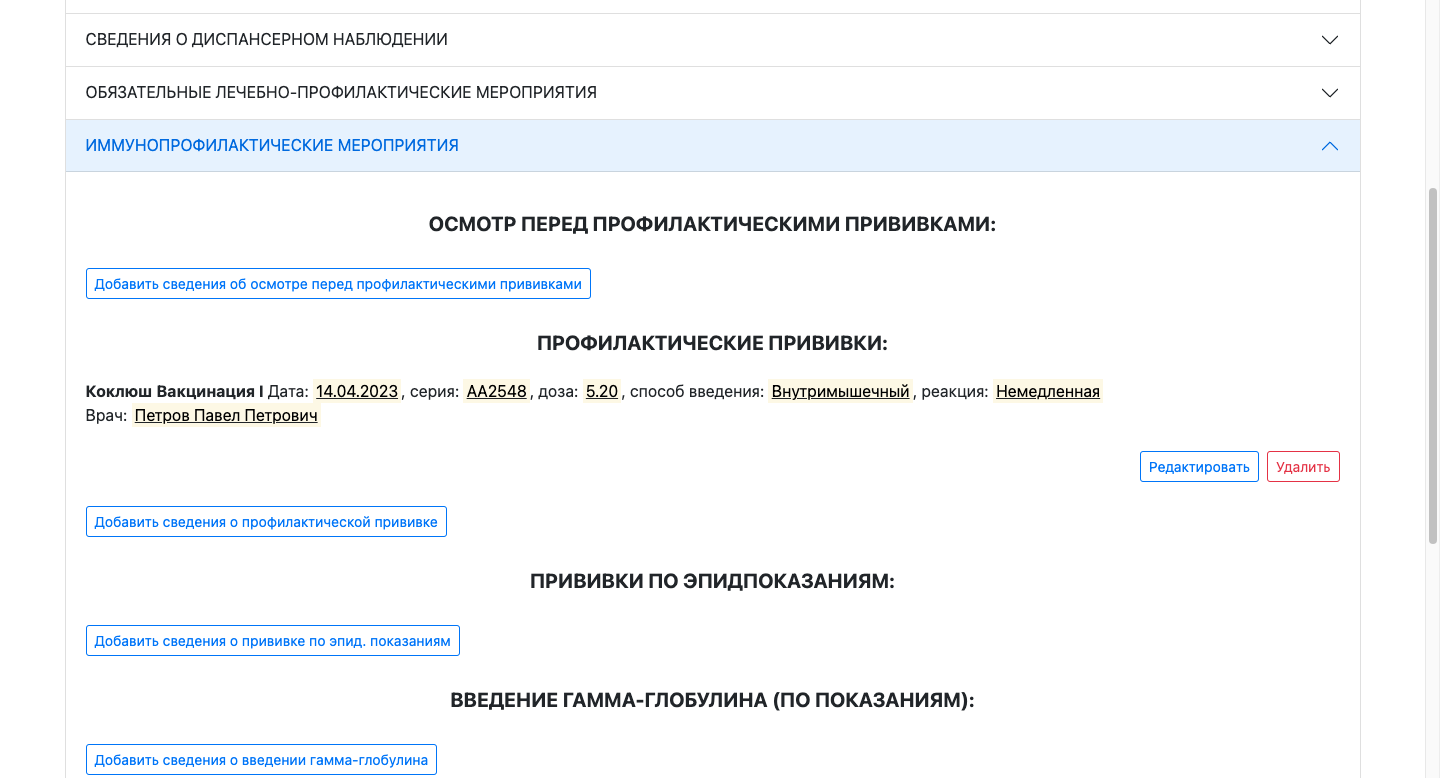 СВЕДЕНИЯ О ДИСПАНСЕРНОМ НАБЛЮДЕНИИ
ОБЯЗАТЕЛЬНЫЕ ЛЕЧЕБНО-ПРОФИЛАКТИЧЕСКИЕ МЕРОПРИЯТИЯ
ИММУНОПРОФИЛАКТИЧЕСКИЕ МЕРОПРИЯТИЯ
ОСМОТР ПЕРЕД ПРОФИЛАКТИЧЕСКИМИ ПРИВИВКАМИ:
Добавить сведения об осмотре перед профилактическими прививками
ПРОФИЛАКТИЧЕСКИЕ ПРИВИВКИ:
Коклюш Вакцинация I Дата: 14.04.2023, серия: АА2548, доза: 5.20, способ введения: Внутримышечный, реакция: Немедленная
Врач: Петров Павел Петрович
Редактировать Удалить
Добавить сведения о профилактической прививке
ПРИВИВКИ ПО ЭПИДПОКАЗАНИЯМ:
Добавить сведения о прививке по эпид. показаниям
ВВЕДЕНИЕ ГАММА-ГЛОБУЛИНА (ПО ПОКАЗАНИЯМ):
Добавить сведения о введении гамма-глобулина